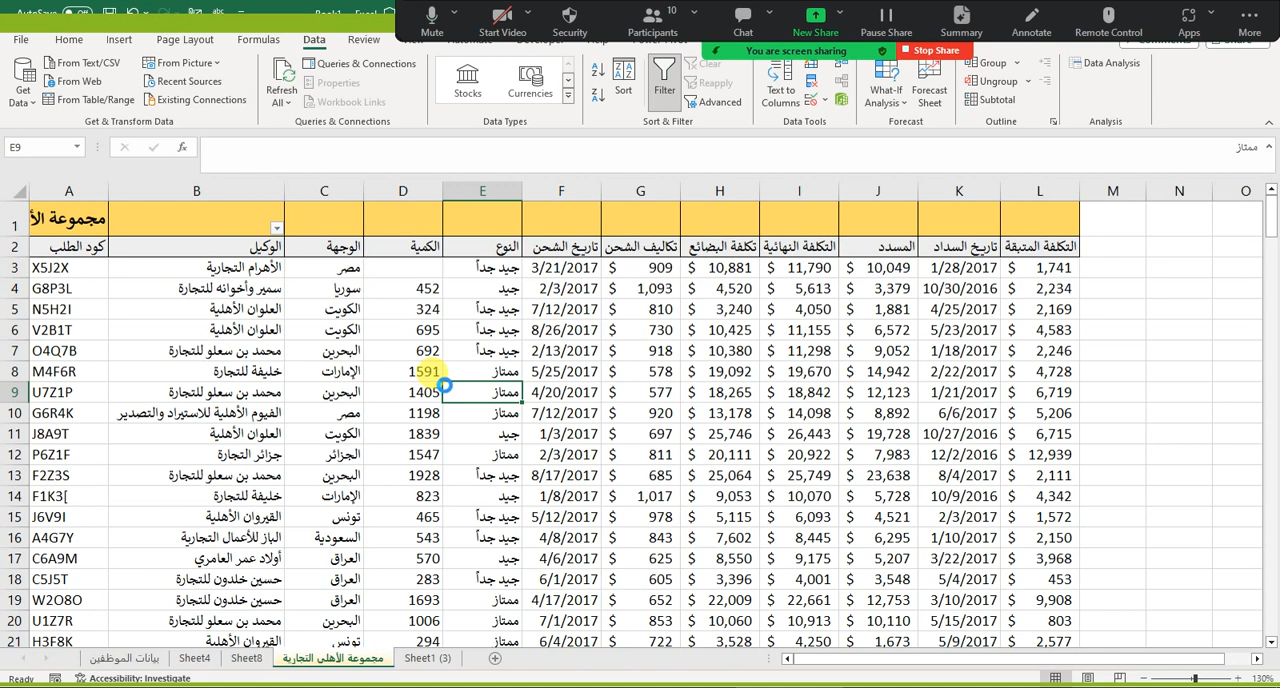 AutoSave Off Book1 Excel
File Home Insert Page Layout Formulas Data Review
Mute Start Video Security Participants 10 Chat New Share Pause Share Summary Annotate Remote Control Apps More
You are screen sharing Stop Share
Get Data From Text/CSV From Web From Table/Range From Picture Recent Sources Existing Connections
Get & Transform Data
Refresh All Queries & Connections Properties Workbook Links
Queries & Connections
Stocks Currencies
Data Types
Sort Filter Clear Reapply Advanced
Sort & Filter
Text to Columns
Data Tools
What-If Analysis Forecast Sheet
Forecast
Group Ungroup Subtotal
Outline
Data Analysis
Analysis
E9 fx ممتاز
A B C D E F G H I J K L M N O
1 مجموعة الأ
2 كود الطلب الوكيل الوجهة الكمية النوع تاريخ الشحن تكاليف الشحن تكلفة البضائع التكلفة النهائية المسدد تاريخ السداد التكلفة المتبقة
3 X5J2X الأهرام التجارية مصر جيد جداً 3/21/2017 $ 909 $ 10,881 $ 11,790 $ 10,049 1/28/2017 $ 1,741
4 G8P3L سمير وأخوانه للتجارة سوريا 452 جيد 2/3/2017 $ 1,093 $ 4,520 $ 5,613 $ 3,379 10/30/2016 $ 2,234
5 N5H2I العلوان الأهلية الكويت 324 جيد جداً 7/12/2017 $ 810 $ 3,240 $ 4,050 $ 1,881 4/25/2017 $ 2,169
6 V2B1T العلوان الأهلية الكويت 695 جيد جداً 8/26/2017 $ 730 $ 10,425 $ 11,155 $ 6,572 5/23/2017 $ 4,583
7 O4Q7B محمد بن سعلو للتجارة البحرين 692 جيد جداً 2/13/2017 $ 918 $ 10,380 $ 11,298 $ 9,052 1/18/2017 $ 2,246
8 M4F6R خليفة للتجارة الإمارات 1591 ممتاز 5/25/2017 $ 578 $ 19,092 $ 19,670 $ 14,942 2/22/2017 $ 4,728
9 U7Z1P محمد بن سعلو للتجارة البحرين 1405 ممتاز 4/20/2017 $ 577 $ 18,265 $ 18,842 $ 12,123 1/21/2017 $ 6,719
10 G6R4K الفيوم الأهلية للاستيراد والتصدير مصر 1198 ممتاز 7/12/2017 $ 920 $ 13,178 $ 14,098 $ 8,892 6/6/2017 $ 5,206
11 J8A9T العلوان الأهلية الكويت 1839 جيد 1/3/2017 $ 697 $ 25,746 $ 26,443 $ 19,728 10/27/2016 $ 6,715
12 P6Z1F جزائر التجارة الجزائر 1547 ممتاز 2/3/2017 $ 811 $ 20,111 $ 20,922 $ 7,983 12/2/2016 $ 12,939
13 F2Z3S محمد بن سعلو للتجارة البحرين 1928 جيد جداً 8/17/2017 $ 685 $ 25,064 $ 25,749 $ 23,638 8/4/2017 $ 2,111
14 F1K3[ خليفة للتجارة الإمارات 823 جيد 1/8/2017 $ 1,017 $ 9,053 $ 10,070 $ 5,728 10/9/2016 $ 4,342
15 J6V9I القيروان الأهلية تونس 465 جيد جداً 5/12/2017 $ 978 $ 5,115 $ 6,093 $ 4,521 2/3/2017 $ 1,572
16 A4G7Y الباز للأعمال التجارية السعودية 543 جيد جداً 4/8/2017 $ 843 $ 7,602 $ 8,445 $ 6,295 1/10/2017 $ 2,150
17 C6A9M أولاد عمر العامري العراق 570 جيد 4/6/2017 $ 625 $ 8,550 $ 9,175 $ 5,207 3/22/2017 $ 3,968
18 C5J5T حسين خلدون للتجارة العراق 283 جيد جداً 6/1/2017 $ 605 $ 3,396 $ 4,001 $ 3,548 5/4/2017 $ 453
19 W2O8O حسين خلدون للتجارة العراق 1693 ممتاز 4/17/2017 $ 652 $ 22,009 $ 22,661 $ 12,753 3/10/2017 $ 9,908
20 U1Z7R محمد بن سعلو للتجارة البحرين 1006 ممتاز 7/1/2017 $ 853 $ 10,060 $ 10,913 $ 10,110 5/15/2017 $ 803
21 H3F8K القيروان الأهلية تونس 294 ممتاز 6/4/2017 $ 722 $ 3,528 $ 4,250 $ 1,673 5/9/2017 $ 2,577
بيانات الموظفين Sheet4 Sheet8 مجموعة الأهلي التجارية Sheet1 (3)
Ready Accessibility: Investigate 130%